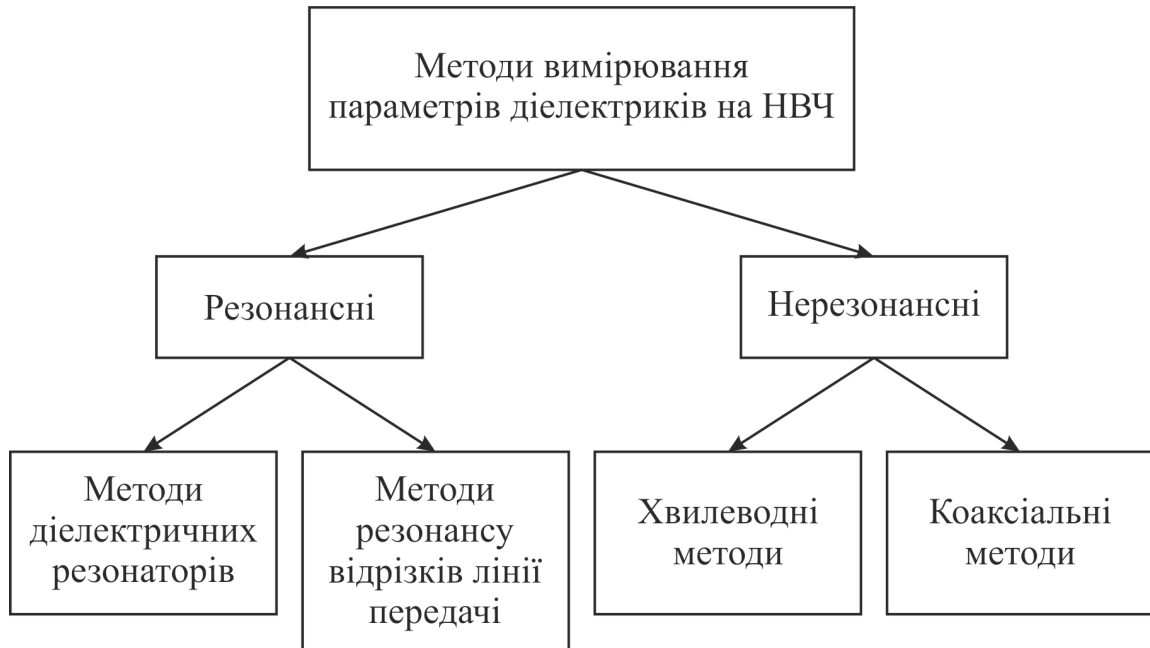 Методи вимірювання
параметрів діелектриків на НВЧ
Резонансні
Нерезонансні
Методи
діелектричних
резонаторів
Методи
резонансу
відрізків лінії
передачі
Хвилеводні
методи
Коаксіальні
методи